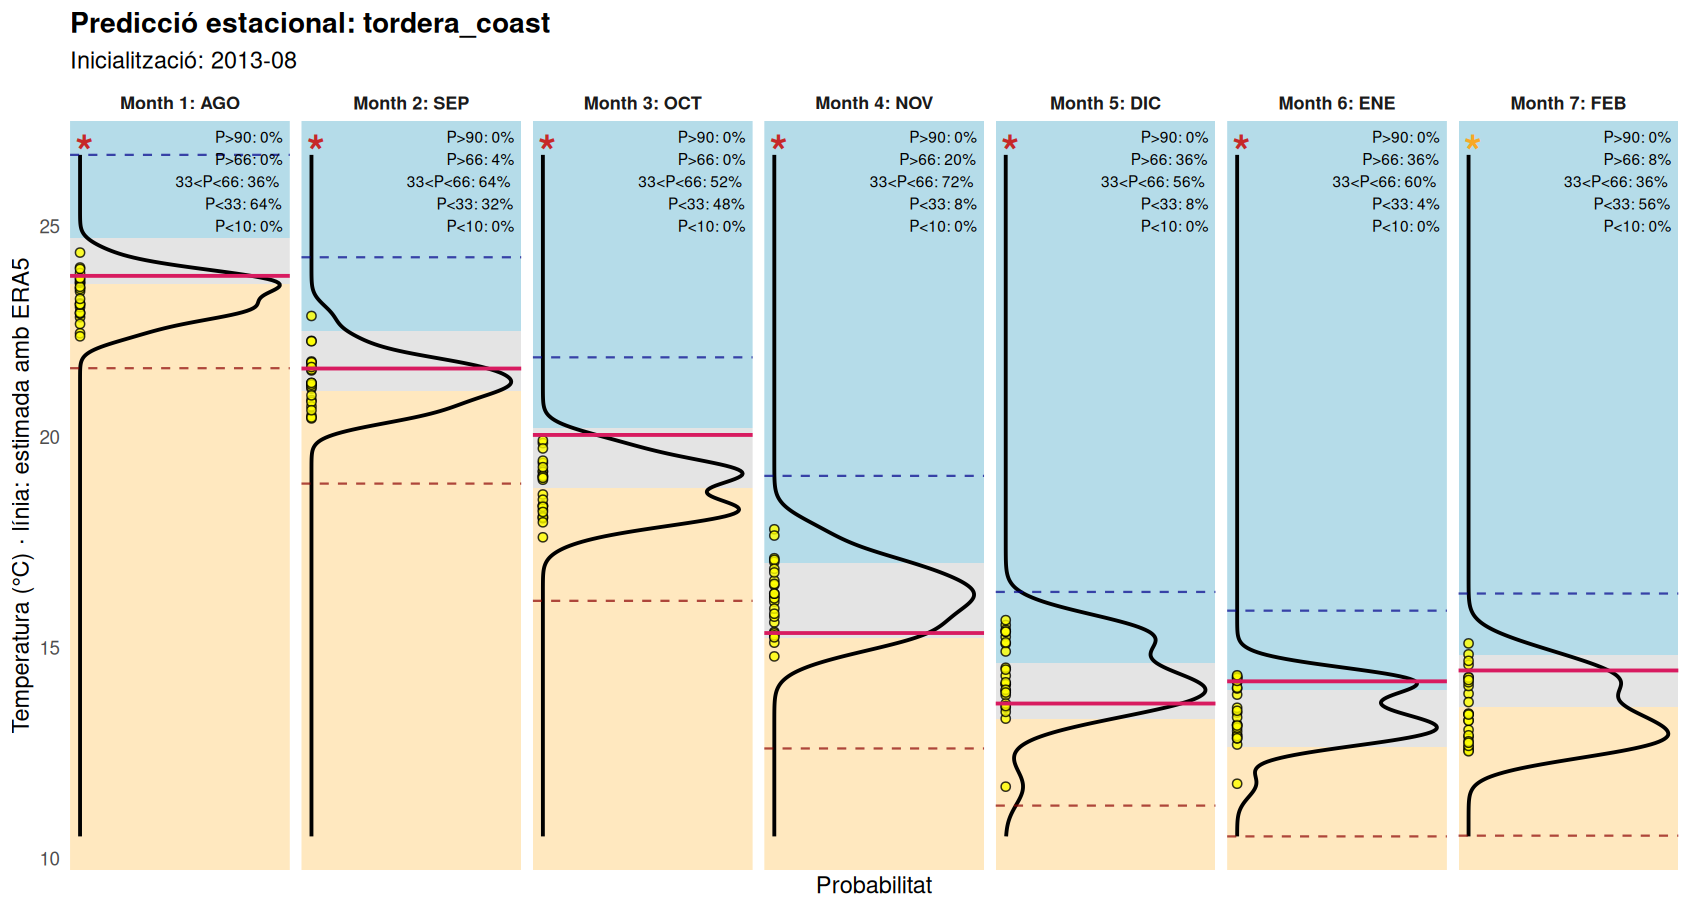 Predicció estacional: tordera_coast
Inicialització: 2013-08
Month 1: AGO
Month 2: SEP
Month 3: OCT
Month 4: NOV
Month 5: DIC
Month 6: ENE
Month 7: FEB
*
P>90: 0%
P>66: 0%
33<P<66: 36%
P<33: 64%
P<10: 0%
*
P>90: 0%
P>66: 4%
33<P<66: 64%
P<33: 32%
P<10: 0%
*
P>90: 0%
P>66: 0%
33<P<66: 52%
P<33: 48%
P<10: 0%
*
P>90: 0%
P>66: 20%
33<P<66: 72%
P<33: 8%
P<10: 0%
*
P>90: 0%
P>66: 36%
33<P<66: 56%
P<33: 8%
P<10: 0%
*
P>90: 0%
P>66: 36%
33<P<66: 60%
P<33: 4%
P<10: 0%
*
P>90: 0%
P>66: 8%
33<P<66: 36%
P<33: 56%
P<10: 0%
Temperatura (°C) · línia: estimada amb ERA5
25
20
15
10
Probabilitat